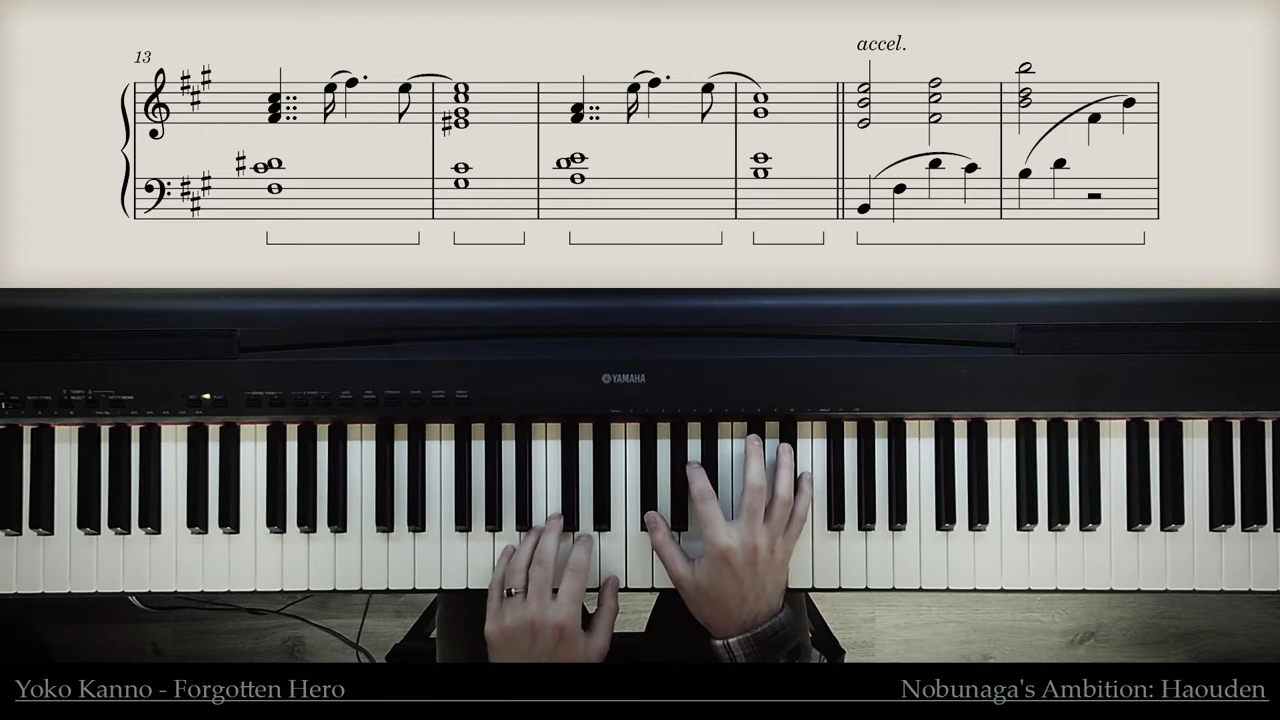 accel.
13
YAMAHA
Yoko Kanno - Forgotten Hero
Nobunaga's Ambition: Haouden